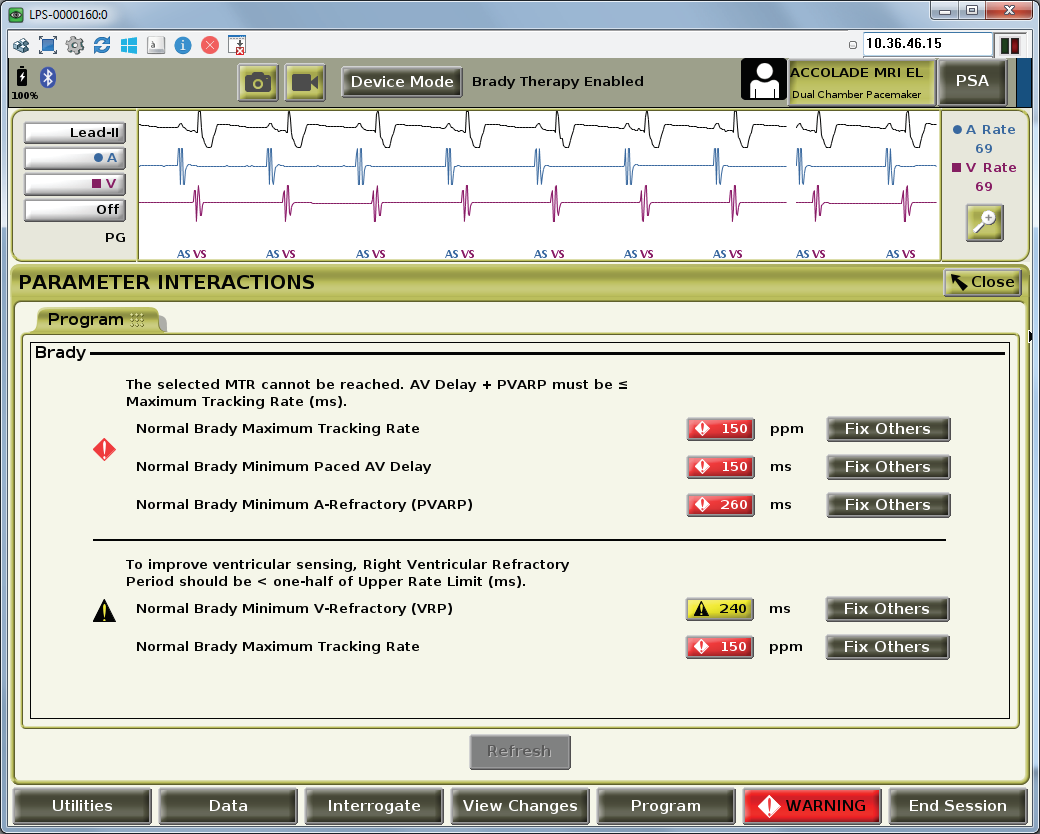 LPS-0000160:0
a
10.36.46.15
100%
Device Mode
Brady Therapy Enabled
ACCOLADE MRI EL
Dual Chamber Pacemaker
PSA
Lead-II
A
V
Off
PG
AS VS AS VS AS VS AS VS AS VS AS VS AS VS AS VS AS VS
A Rate
69
V Rate
69
PARAMETER INTERACTIONS
Close
Program
Brady
The selected MTR cannot be reached. AV Delay + PVARP must be ≤
Maximum Tracking Rate (ms).
Normal Brady Maximum Tracking Rate 150 ppm Fix Others
Normal Brady Minimum Paced AV Delay 150 ms Fix Others
Normal Brady Minimum A-Refractory (PVARP) 260 ms Fix Others
To improve ventricular sensing, Right Ventricular Refractory
Period should be < one-half of Upper Rate Limit (ms).
Normal Brady Minimum V-Refractory (VRP) 240 ms Fix Others
Normal Brady Maximum Tracking Rate 150 ppm Fix Others
Refresh
Utilities Data Interrogate View Changes Program WARNING End Session